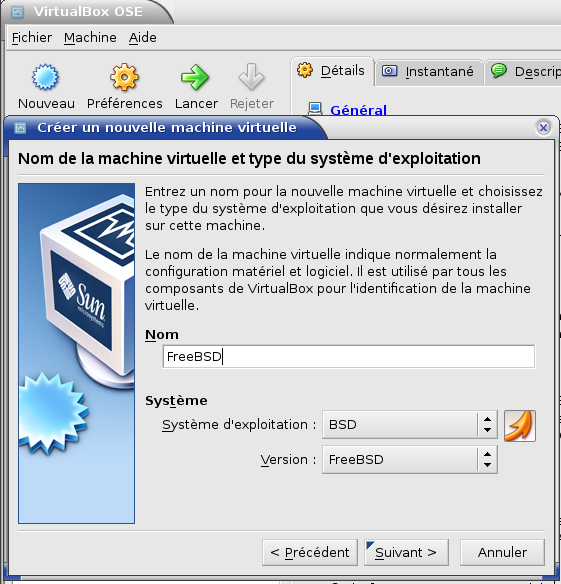 VirtualBox OSE
Fichier Machine Aide
Nouveau Préférences Lancer Rejeter
Détails Instantané Descrip
Général
Créer un nouvelle machine virtuelle
Nom de la machine virtuelle et type du système d'exploitation
Entrez un nom pour la nouvelle machine virtuelle et choisissez
le type du système d'exploitation que vous désirez installer
sur cette machine.
Le nom de la machine virtuelle indique normalement la
configuration matériel et logiciel. Il est utilisé par tous les
composants de VirtualBox pour l'identification de la machine
virtuelle.
Sun
microsystems
Nom
FreeBSD
Système
Système d'exploitation : BSD
Version : FreeBSD
< Précédent Suivant > Annuler